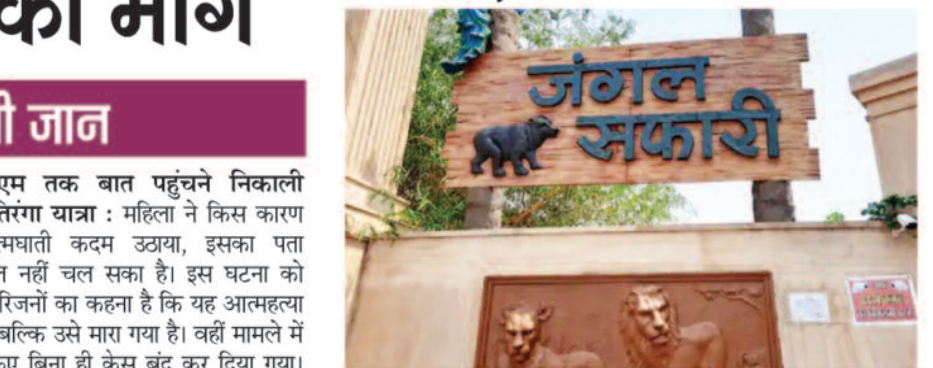 की मांग
जान
एम तक बात पहुंचने निकाली
तिरंगा यात्रा : महिला ने किस कारण
त्मघाती कदम उठाया, इसका पता
नहीं चल सका है। इस घटना को
रिजनों का कहना है कि यह आत्महत्या
बल्कि उसे मारा गया है। वहीं मामले में
बिना ही केस बंद कर दिया गया।
जंगल
सफारी